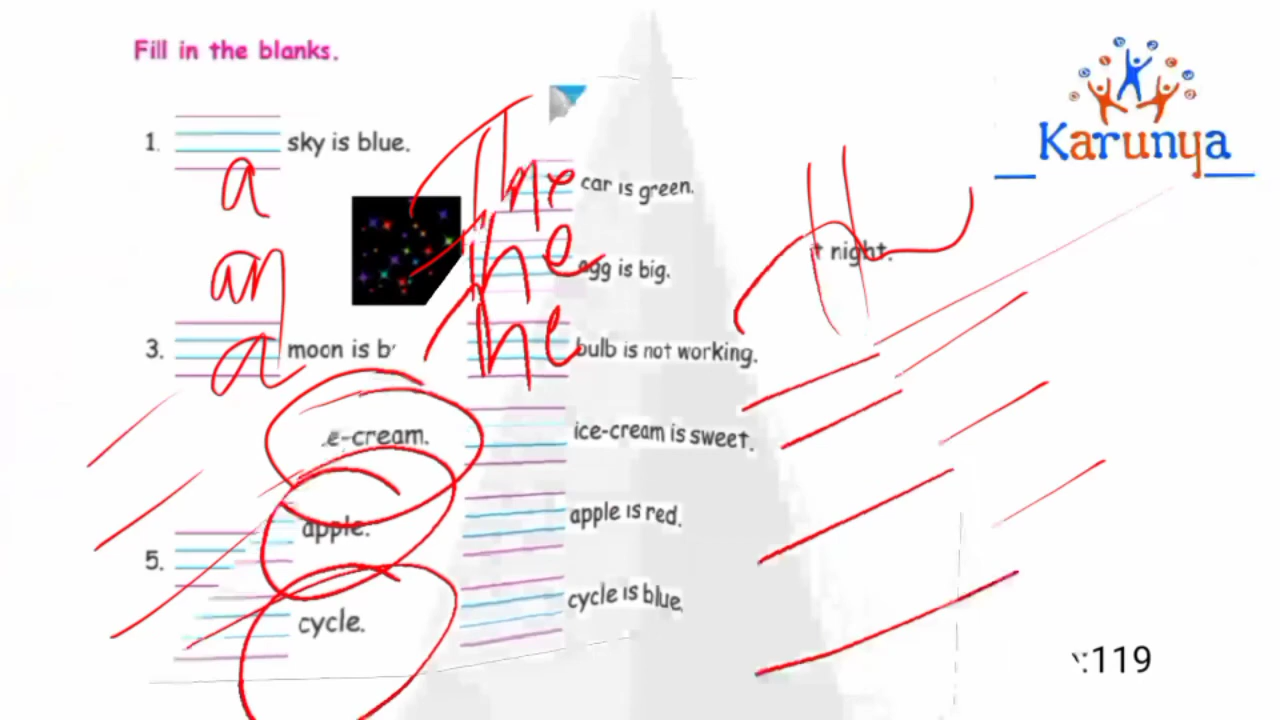 Fill in the blanks.
Karunya
1. sky is blue.
a
The car is green.
t night.
an
he egg is big.
3. moon is b
a
he bulb is not working.
e-cream.
ice-cream is sweet.
apple.
apple is red.
5.
cycle.
cycle is blue.
:119